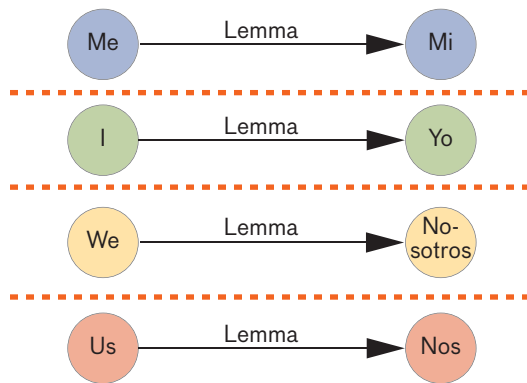 Me Lemma Mi
I Lemma Yo
We Lemma No-
sotros
Us Lemma Nos